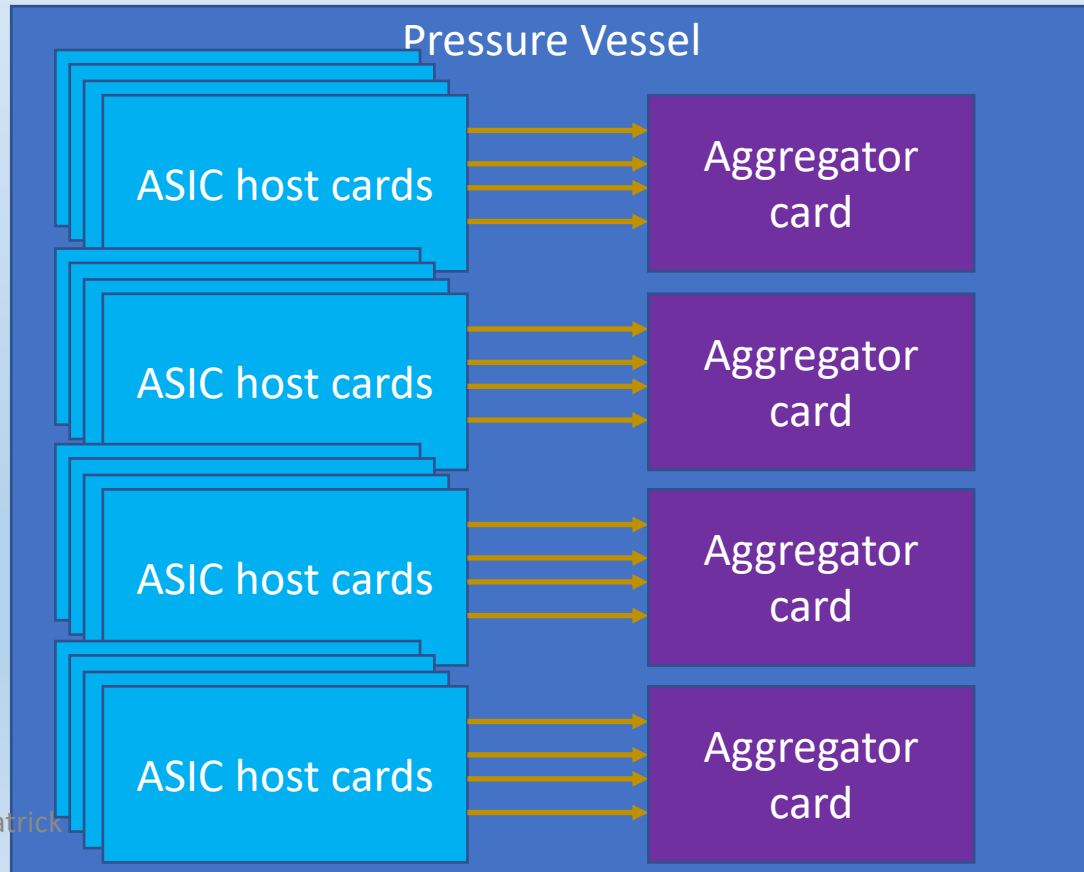 Pressure Vessel
ASIC host cards
Aggregator
card
ASIC host cards
Aggregator
card
ASIC host cards
Aggregator
card
ASIC host cards
Aggregator
card
atrick